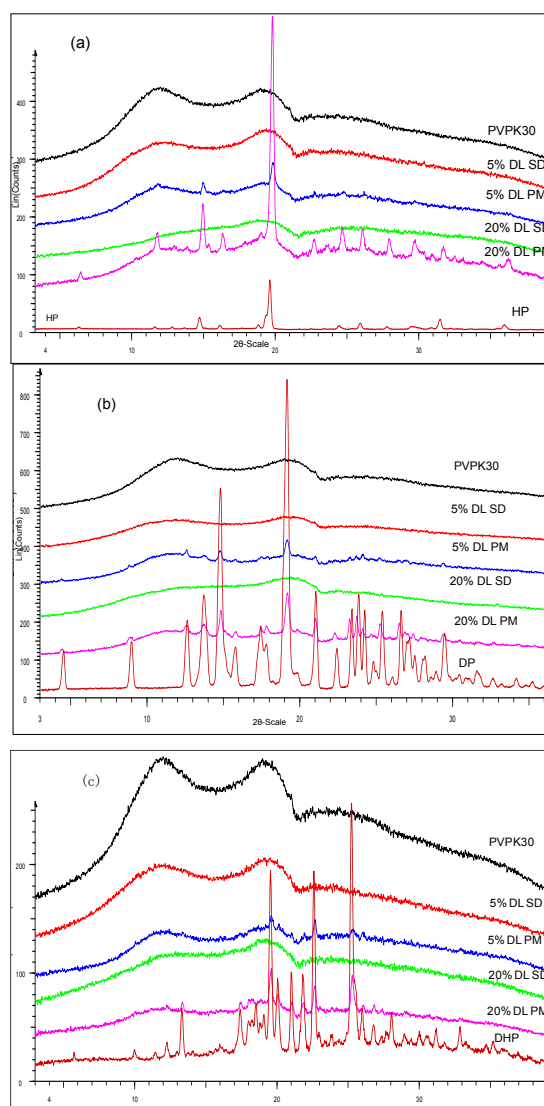 (a)
400
300
200
100
0
Lin(Counts)
PVPK30
5% DL SD
5% DL PM
20% DL SD
20% DL PM
HP
HP
4
10
20
30
2θ-Scale
(b)
800
700
600
500
400
300
200
100
0
Lin(Counts)
PVPK30
5% DL SD
5% DL PM
20% DL SD
20% DL PM
DP
3
10
20
30
2θ-Scale
(c)
200
100
0
PVPK30
5% DL SD
5% DL PM
20% DL SD
20% DL PM
DHP
4
10
20
30